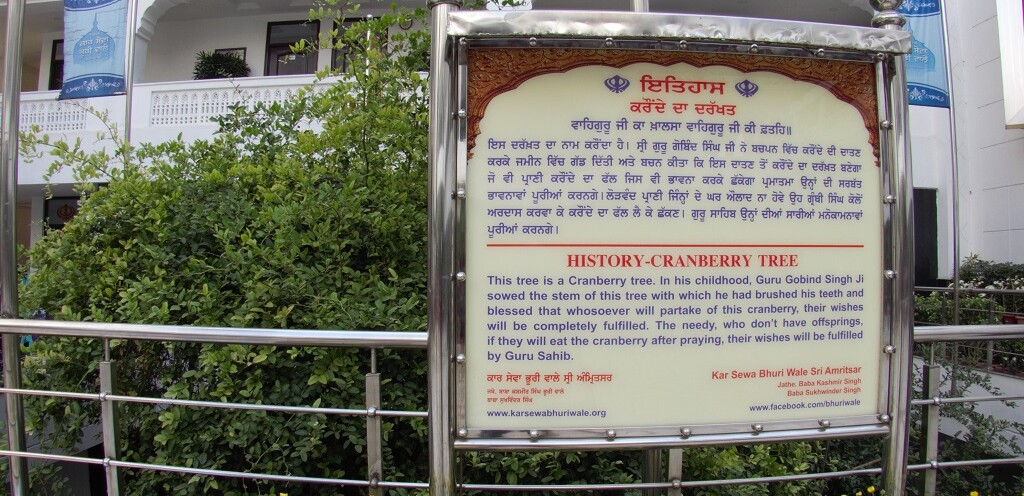 ਇਤਿਹਾਸ
ਕਰੌਂਦੇ ਦਾ ਦਰੱਖਤ
ਵਾਹਿਗੁਰੂ ਜੀ ਕਾ ਖ਼ਾਲਸਾ ਵਾਹਿਗੁਰੂ ਜੀ ਕੀ ਫ਼ਤਹਿ॥
ਇਸ ਦਰੱਖ਼ਤ ਦਾ ਨਾਮ ਕਰੌਂਦਾ ਹੈ। ਸ੍ਰੀ ਗੁਰੂ ਗੋਬਿੰਦ ਸਿੰਘ ਜੀ ਨੇ ਬਚਪਨ ਵਿੱਚ ਕਰੌਂਦੇ ਦੀ ਦਾਤਣ
ਕਰਕੇ ਜਮੀਨ ਵਿੱਚ ਗੱਡ ਦਿੱਤੀ ਅਤੇ ਬਚਨ ਕੀਤਾ ਕਿ ਇਸ ਦਾਤਣ ਤੋਂ ਕਰੌਂਦੇ ਦਾ ਦਰੱਖਤ ਬਣੇਗਾ
ਜੋ ਵੀ ਪ੍ਰਾਣੀ ਕਰੌਂਦੇ ਦਾ ਫੱਲ ਜਿਸ ਵੀ ਭਾਵਨਾ ਕਰਕੇ ਛੱਕੇਗਾ ਪ੍ਰਮਾਤਮਾ ਉਨ੍ਹਾਂ ਦੀ ਸਰਬੱਤ
ਭਾਵਨਾਵਾਂ ਪੂਰੀਆਂ ਕਰਨਗੇ। ਲੋੜਵੰਦ ਪ੍ਰਾਣੀ ਜਿੰਨ੍ਹਾਂ ਦੇ ਘਰ ਔਲਾਦ ਨਾ ਹੋਵੇ ਉਹ ਗ੍ਰੰਥੀ ਸਿੰਘ ਕੋਲੋਂ
ਅਰਦਾਸ ਕਰਵਾ ਕੇ ਕਰੌਂਦੇ ਦਾ ਫੱਲ ਲੈ ਕੇ ਛੱਕਣ। ਗੁਰੂ ਸਾਹਿਬ ਉਨ੍ਹਾਂ ਦੀਆਂ ਸਾਰੀਆਂ ਮਨੋਕਾਮਨਾਵਾਂ
ਪੂਰੀਆਂ ਕਰਨਗੇ।
HISTORY-CRANBERRY TREE
This tree is a Cranberry tree. In his childhood, Guru Gobind Singh Ji
sowed the stem of this tree with which he had brushed his teeth and
blessed that whosoever will partake of this cranberry, their wishes
will be completely fulfilled. The needy, who don't have offsprings,
if they will eat the cranberry after praying, their wishes will be fulfilled
by Guru Sahib.
ਕਾਰ ਸੇਵਾ ਭੂਰੀ ਵਾਲੇ ਸ੍ਰੀ ਅੰਮ੍ਰਿਤਸਰ
ਜਥੇ. ਬਾਬਾ ਕਸ਼ਮੀਰ ਸਿੰਘ ਭੂਰੀ ਵਾਲੇ
ਬਾਬਾ ਸੁਖਵਿੰਦਰ ਸਿੰਘ
www.karsewabhuriwale.org
Kar Sewa Bhuri Wale Sri Amritsar
Jathe. Baba Kashmir Singh
Baba Sukhwinder Singh
www.facebook.com/bhuriwale